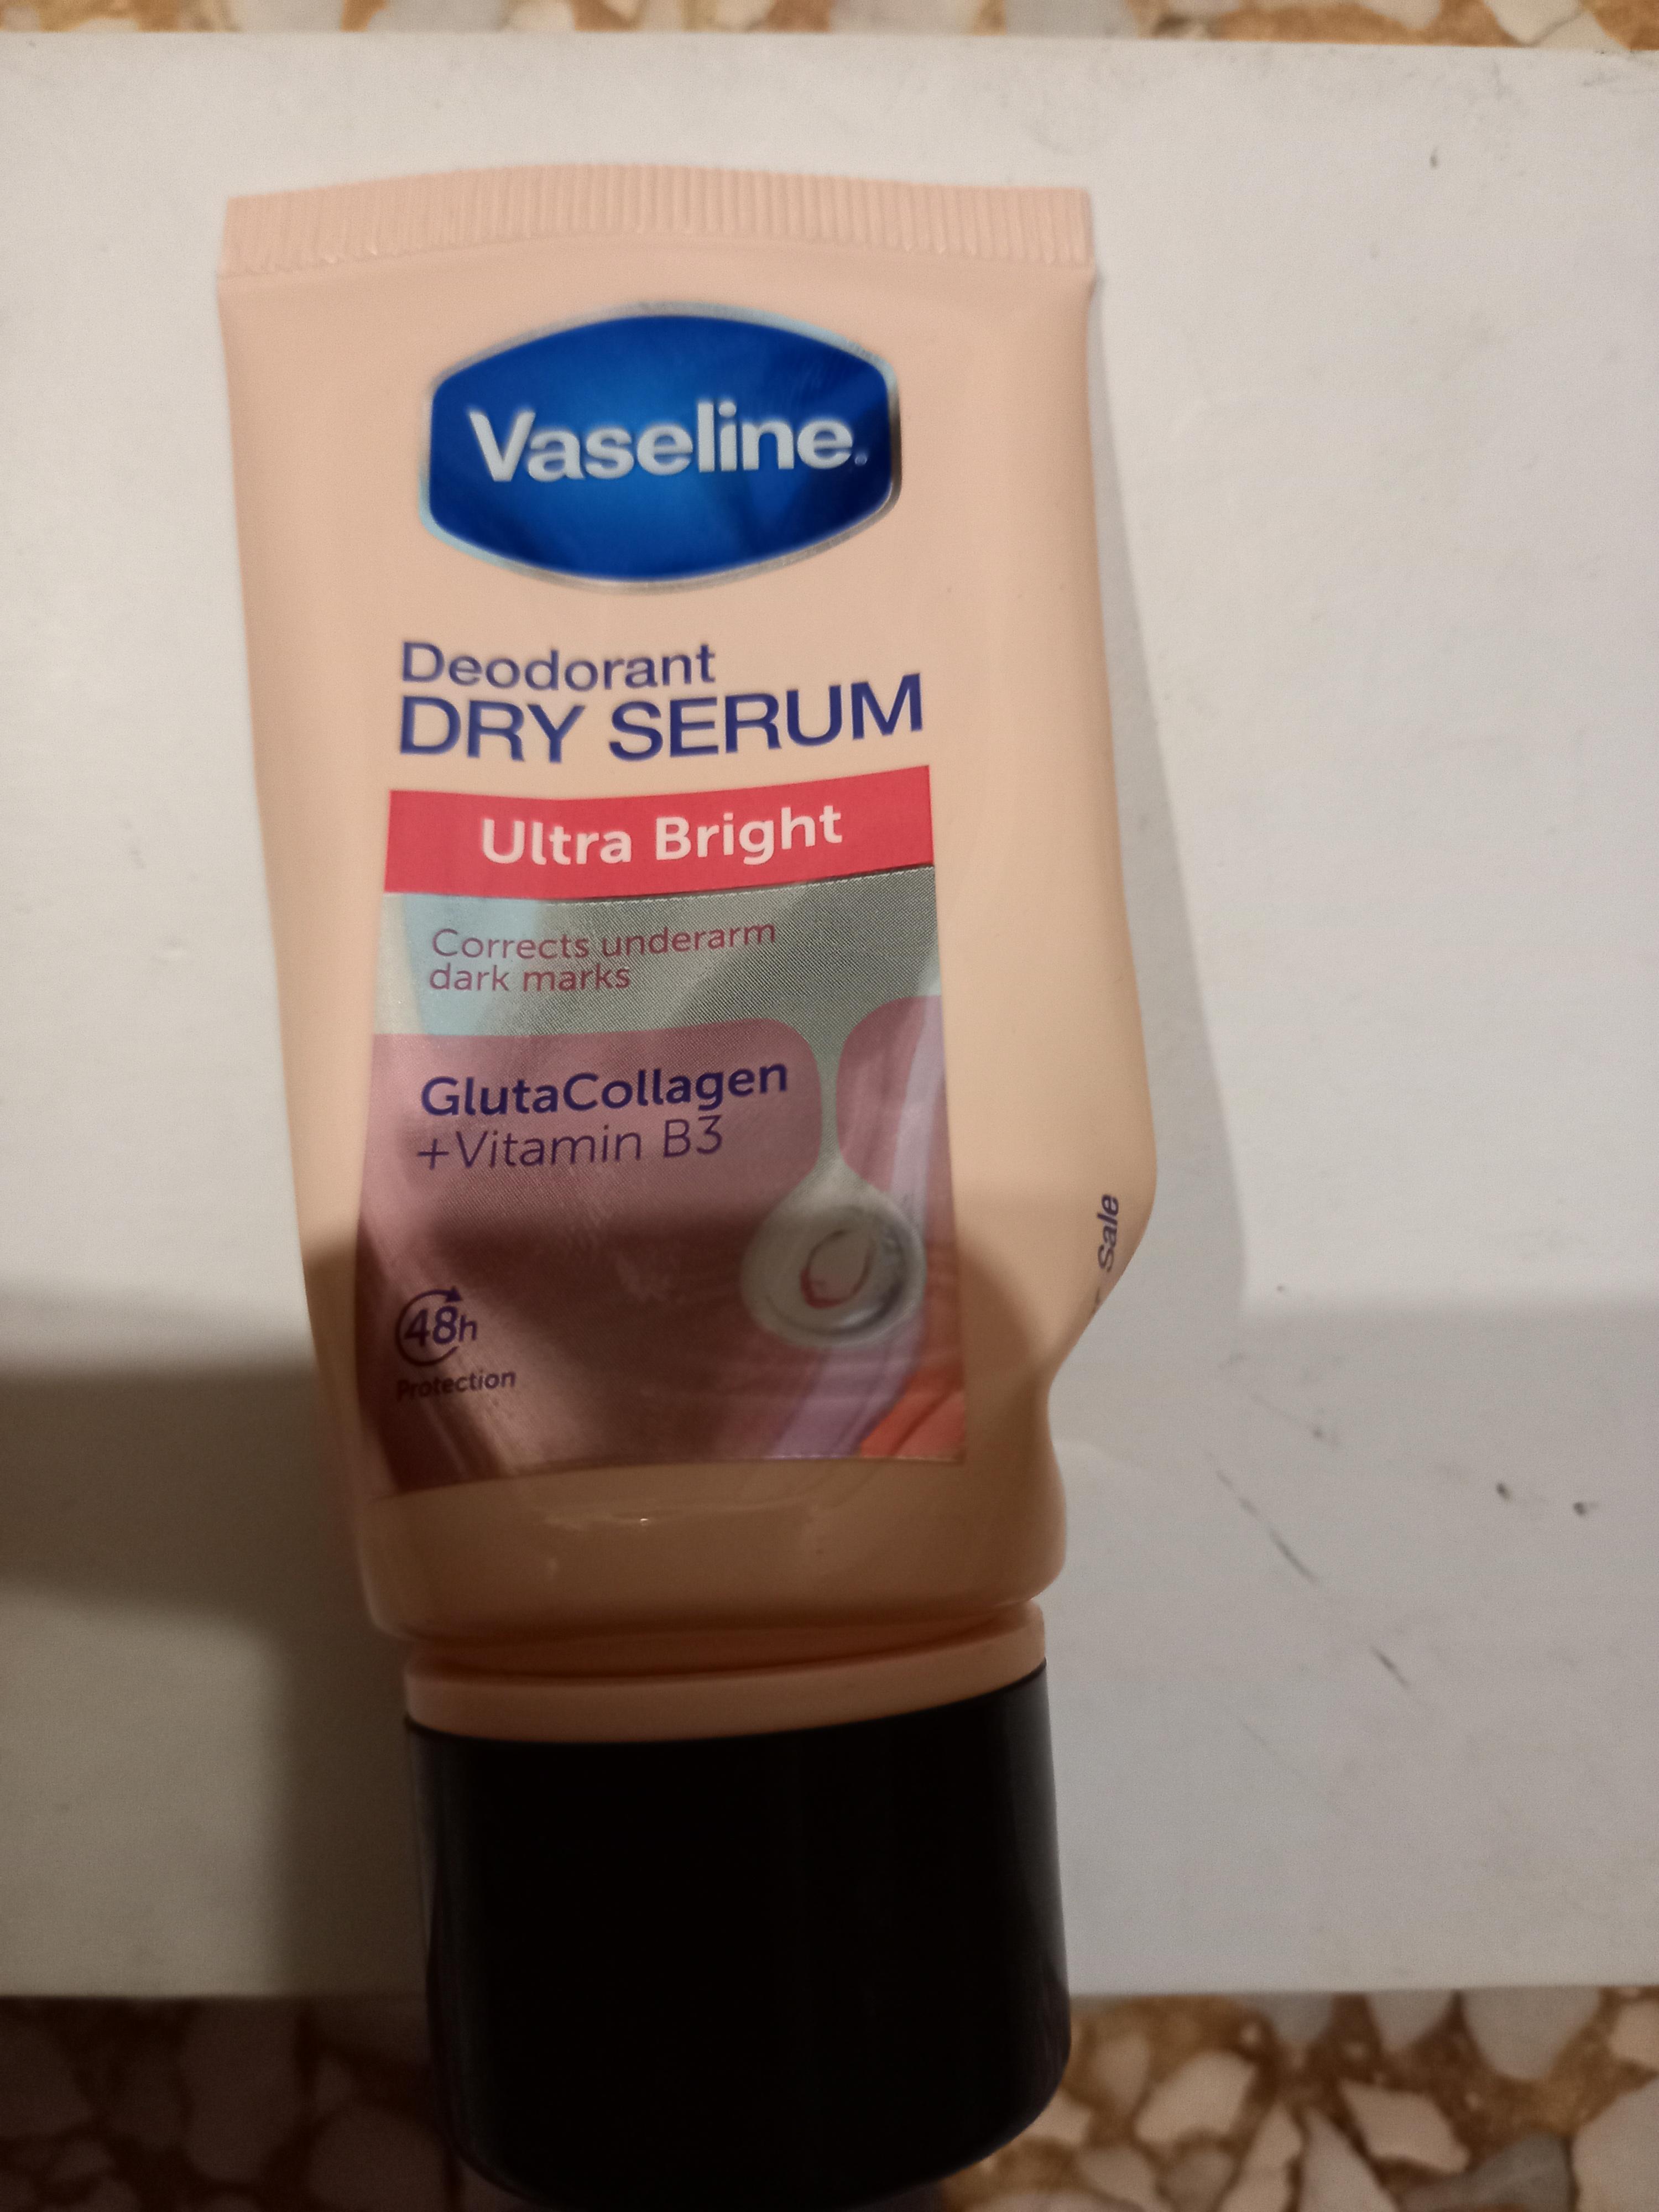 Vaseline.
Deodorant
DRY SERUM
Ultra Bright
Corrects underarm
dark marks
GlutaCollagen
+Vitamin B3
48h
Protection
Sale